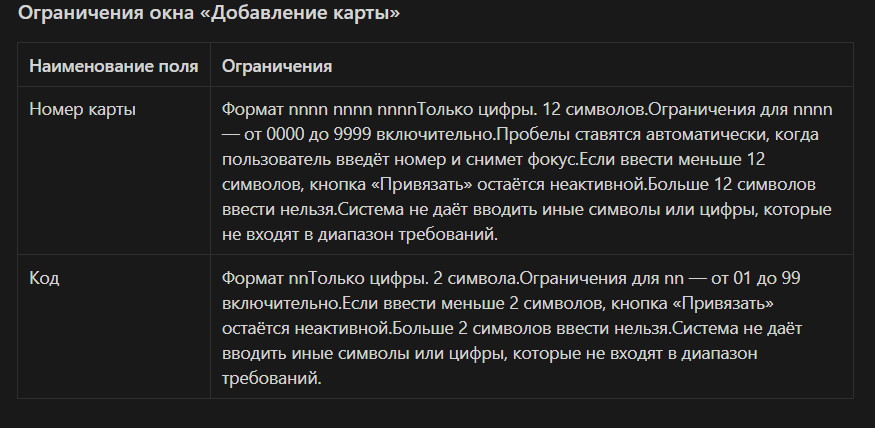 Ограничения окна «Добавление карты»
Наименование поля
Ограничения
Номер карты
Формат nnnn nnnn nnnnТолько цифры. 12 символов.Ограничения для nnnn
— от 0000 до 9999 включительно.Пробелы ставятся автоматически, когда
пользователь введёт номер и снимет фокус.Если ввести меньше 12
символов, кнопка «Привязать» остаётся неактивной.Больше 12 символов
ввести нельзя.Система не даёт вводить иные символы или цифры, которые
не входят в диапазон требований.
Код
Формат nnТолько цифры. 2 символа.Ограничения для nn — от 01 до 99
включительно.Если ввести меньше 2 символов, кнопка «Привязать»
остаётся неактивной.Больше 2 символов ввести нельзя.Система не даёт
вводить иные символы или цифры, которые не входят в диапазон
требований.